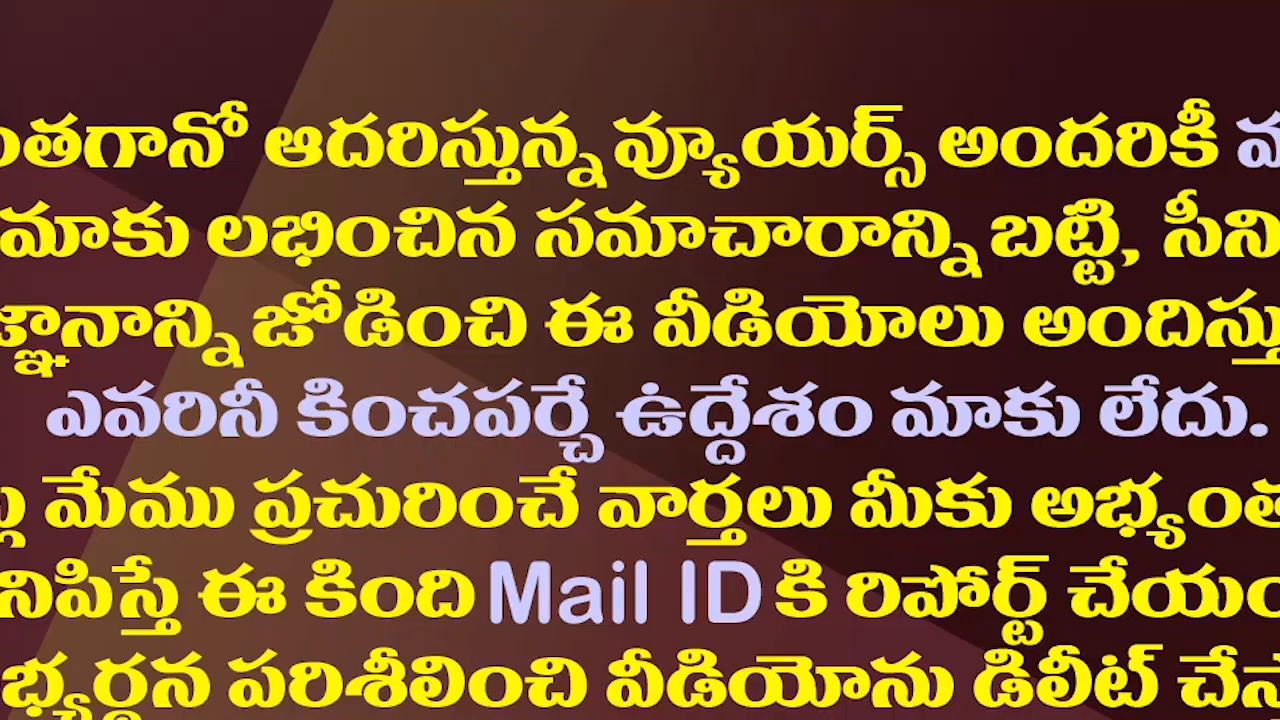 ఆదరిస్తున్న వ్యూయర్స్ అందరికీ
మాకు లభించిన సమాచారాన్ని బట్టి,
జోడించి ఈ వీడియోలు
ఎవరినీ కించపర్చే ఉద్దేశం మాకు లేదు.
మేము ప్రచురించే వార్తలు మీకు
ఈ కింది Mail ID కి రిపోర్ట్
పరిశీలించి వీడియోను డిలీట్